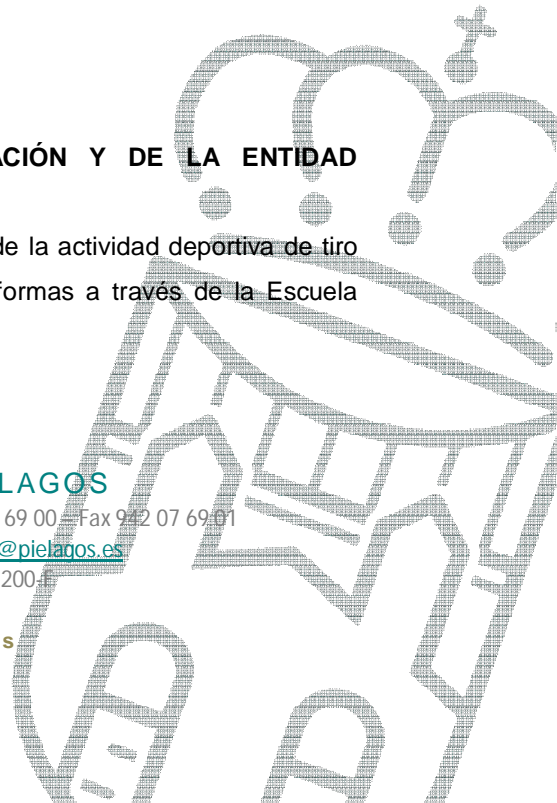 ACIÓN Y DE LA ENTIDAD
de la actividad deportiva de tiro
formas a través de la Escuela
LAGOS
69 00 – Fax 942 07 69 01
@pielagos.es
200-F
s